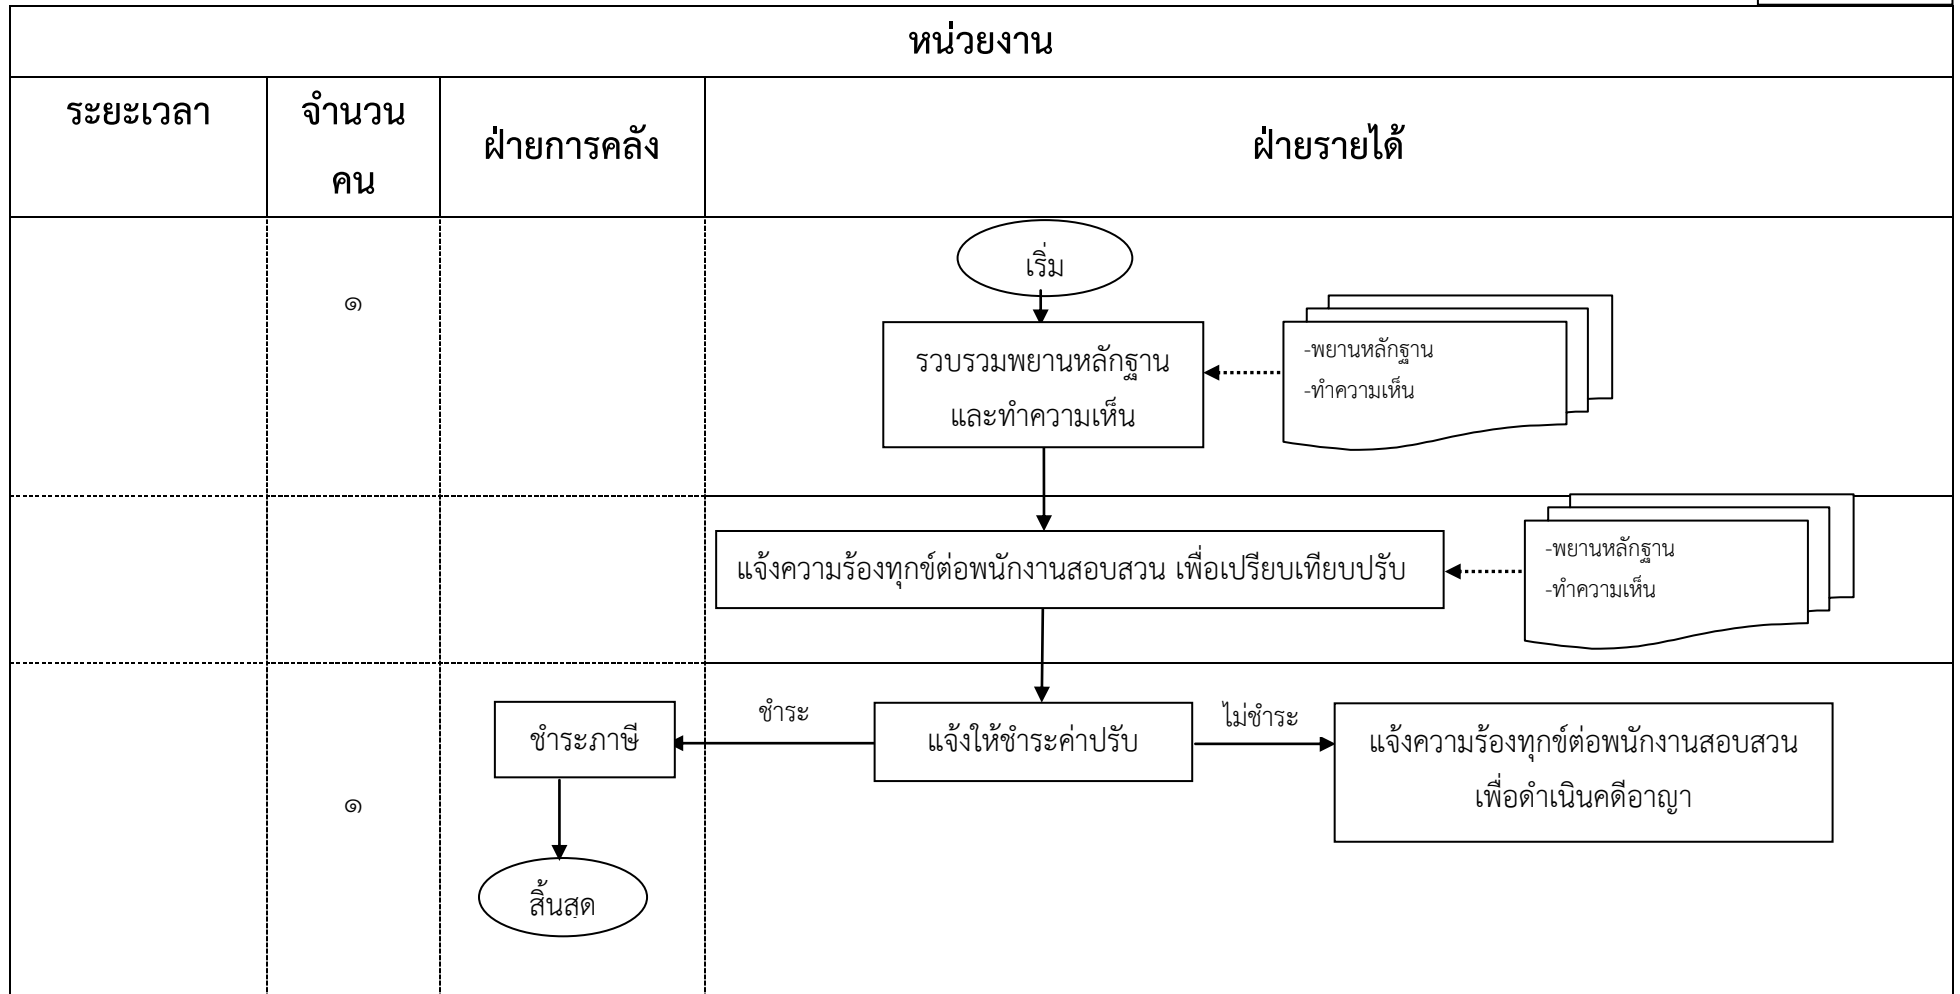 หน่วยงาน
ระยะเวลา
จำนวน
คน
ฝ่ายการคลัง
ฝ่ายรายได้
เริ่ม
๑
รวบรวมพยานหลักฐาน
และทำความเห็น
-พยานหลักฐาน
-ทำความเห็น
แจ้งความร้องทุกข์ต่อพนักงานสอบสวน เพื่อเปรียบเทียบปรับ
-พยานหลักฐาน
-ทำความเห็น
ชำระภาษี
ชำระ
แจ้งให้ชำระค่าปรับ
ไม่ชำระ
แจ้งความร้องทุกข์ต่อพนักงานสอบสวน
เพื่อดำเนินคดีอาญา
๑
สิ้นสุด